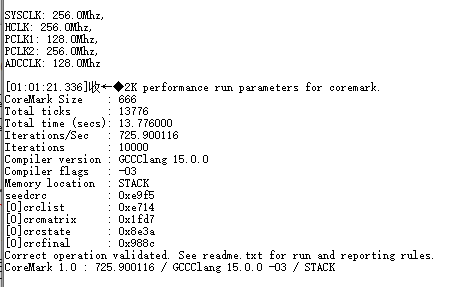 SYSCLK: 256.0Mhz,
HCLK: 256.0Mhz,
PCLK1: 128.0Mhz,
PCLK2: 256.0Mhz,
ADCCLK: 128.0Mhz
[01:01:21.336]收←◆2K performance run parameters for coremark.
CoreMark Size : 666
Total ticks : 13776
Total time (secs): 13.776000
Iterations/Sec : 725.900116
Iterations : 10000
Compiler version : GCCClang 15.0.0
Compiler flags : -O3
Memory location : STACK
seedcrc : 0xe9f5
[0]crclist : 0xe714
[0]crcmatrix : 0x1fd7
[0]crcstate : 0x8e3a
[0]crcfinal : 0x988c
Correct operation validated. See readme.txt for run and reporting rules.
CoreMark 1.0 : 725.900116 / GCCClang 15.0.0 -O3 / STACK